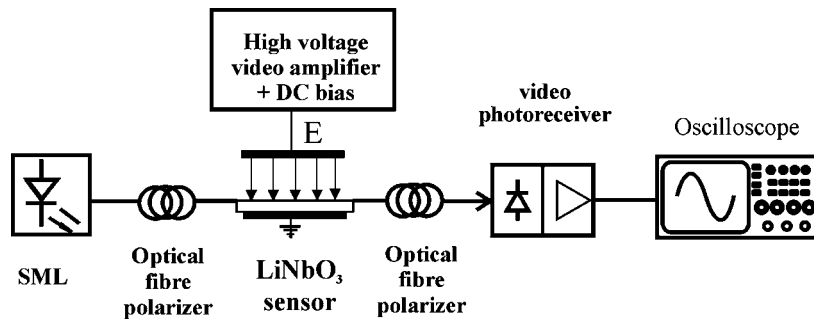 High voltage
video amplifier
+ DC bias
E
video
photoreceiver
Oscilloscope
SML
Optical
fibre
polarizer
LiNbO₃
sensor
Optical
fibre
polarizer